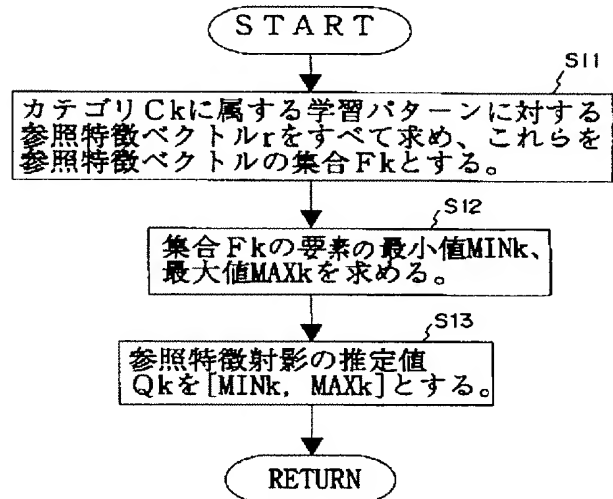 START
S11
カテゴリCkに属する学習パターンに対する
参照特徴ベクトルrをすべて求め、これらを
参照特徴ベクトルの集合Fkとする。
S12
集合Fkの要素の最小値MINk、
最大値MAXkを求める。
S13
参照特徴射影の推定値
Qkを[MINk, MAXk]とする。
RETURN